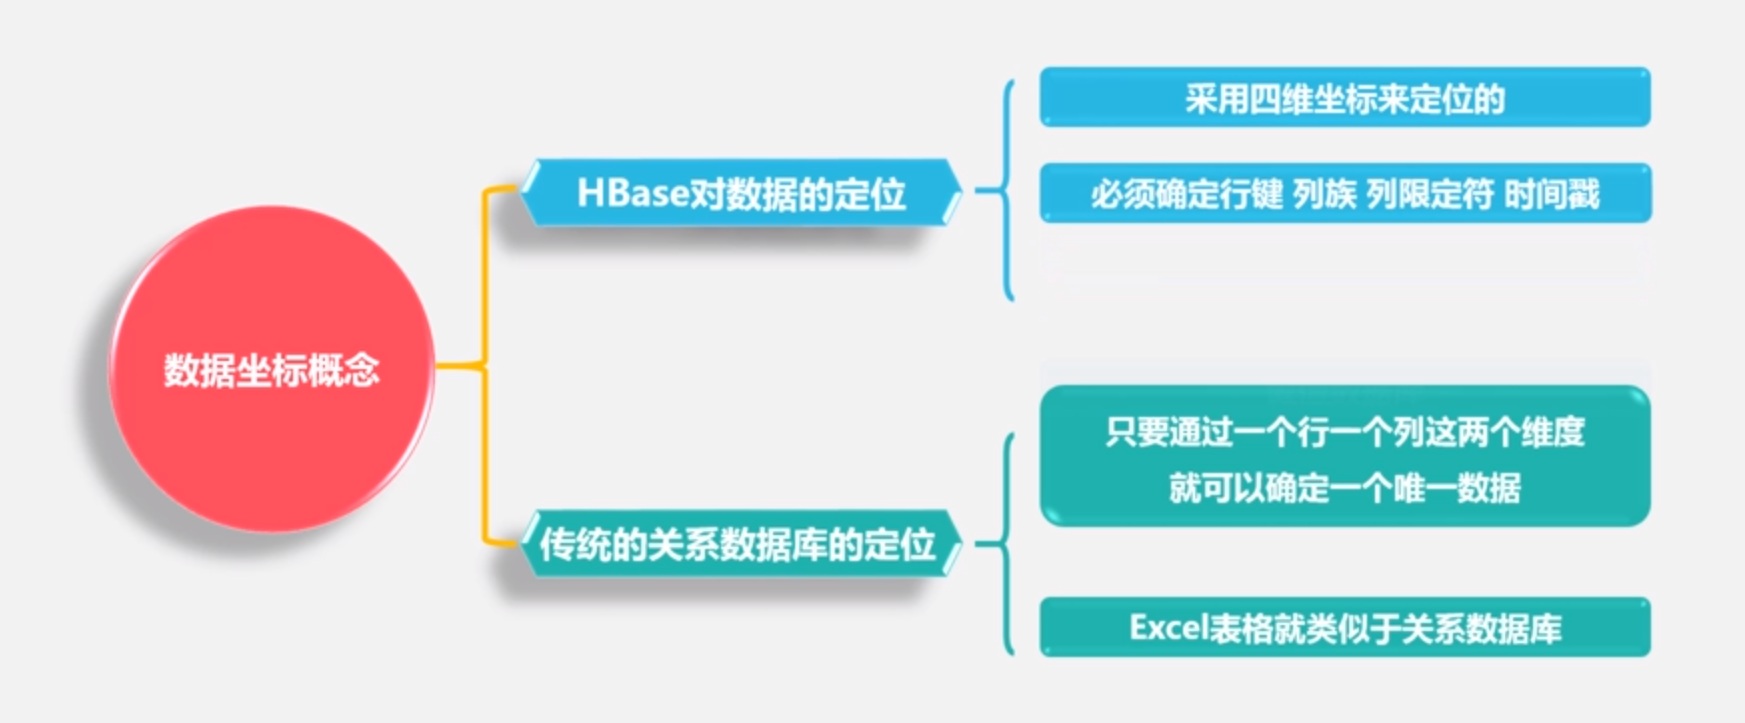 数据坐标概念
HBase对数据的定位
采用四维坐标来定位的
必须确定行键 列族 列限定符 时间戳
传统的关系数据库的定位
只要通过一个行一个列这两个维度
就可以确定一个唯一数据
Excel表格就类似于关系数据库